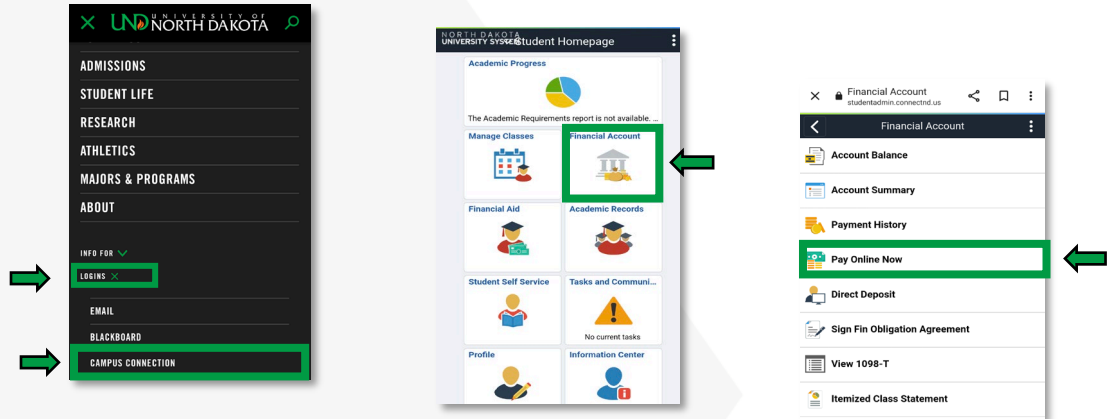 UND UNIVERSITY OF
NORTH DAKOTA
ADMISSIONS
STUDENT LIFE
RESEARCH
ATHLETICS
MAJORS & PROGRAMS
ABOUT
INFO FOR
LOGINS
EMAIL
BLACKBOARD
CAMPUS CONNECTION
NORTH DAKOTA
UNIVERSITY SYSTEM Student Homepage
Academic Progress
The Academic Requirements report is not available. ...
Manage Classes
Financial Account
Financial Aid
Academic Records
Student Self Service
Tasks and Communi...
No current tasks
Profile
Information Center
Financial Account
studentadmin.connectnd.us
Financial Account
Account Balance
Account Summary
Payment History
Pay Online Now
Direct Deposit
Sign Fin Obligation Agreement
View 1098-T
Itemized Class Statement